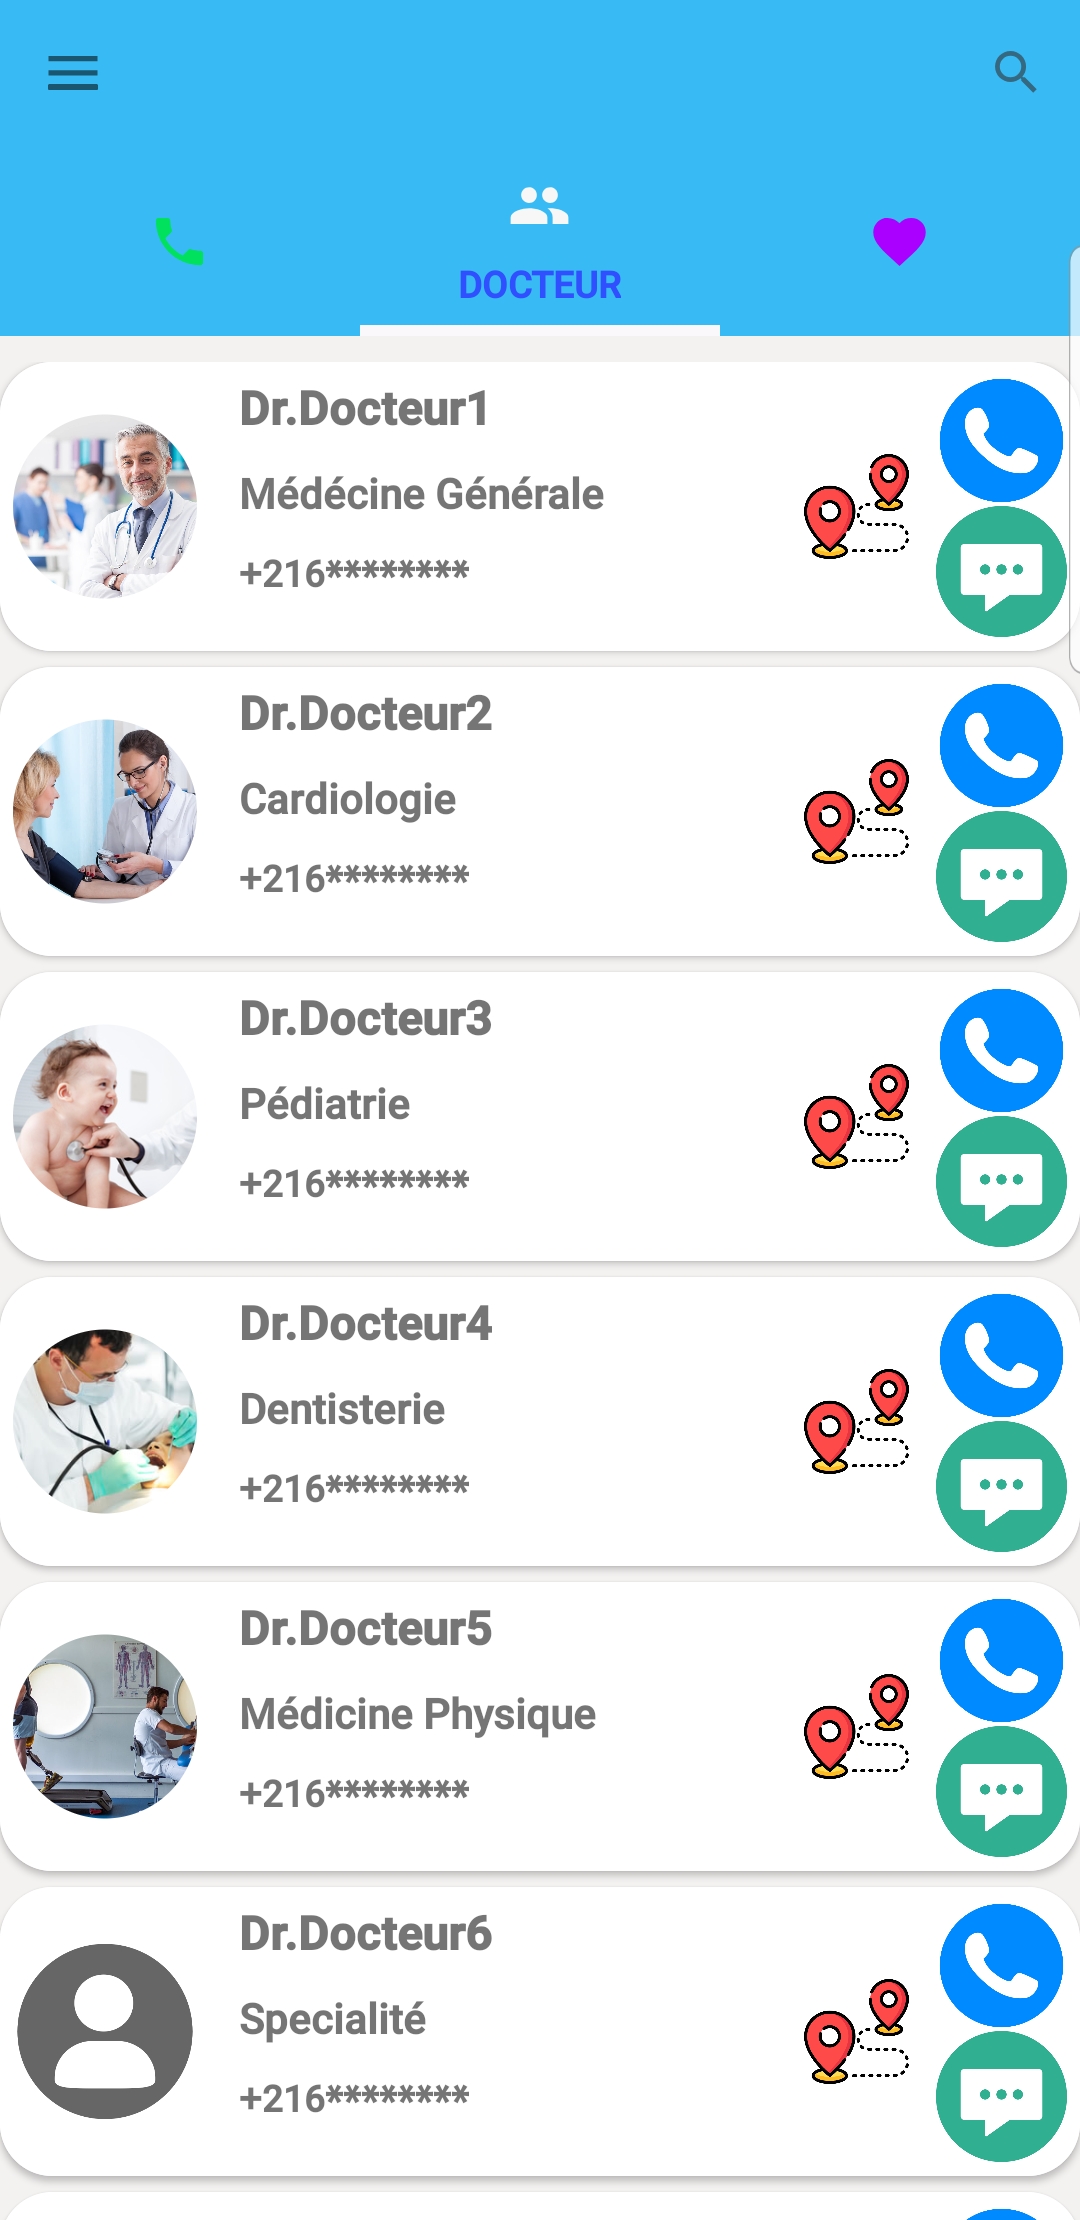 DOCTEUR
Dr.Docteur1
Médécine Générale
+216********
Dr.Docteur2
Cardiologie
+216********
Dr.Docteur3
Pédiatrie
+216********
Dr.Docteur4
Dentisterie
+216********
Dr.Docteur5
Médicine Physique
+216********
Dr.Docteur6
Specialité
+216********